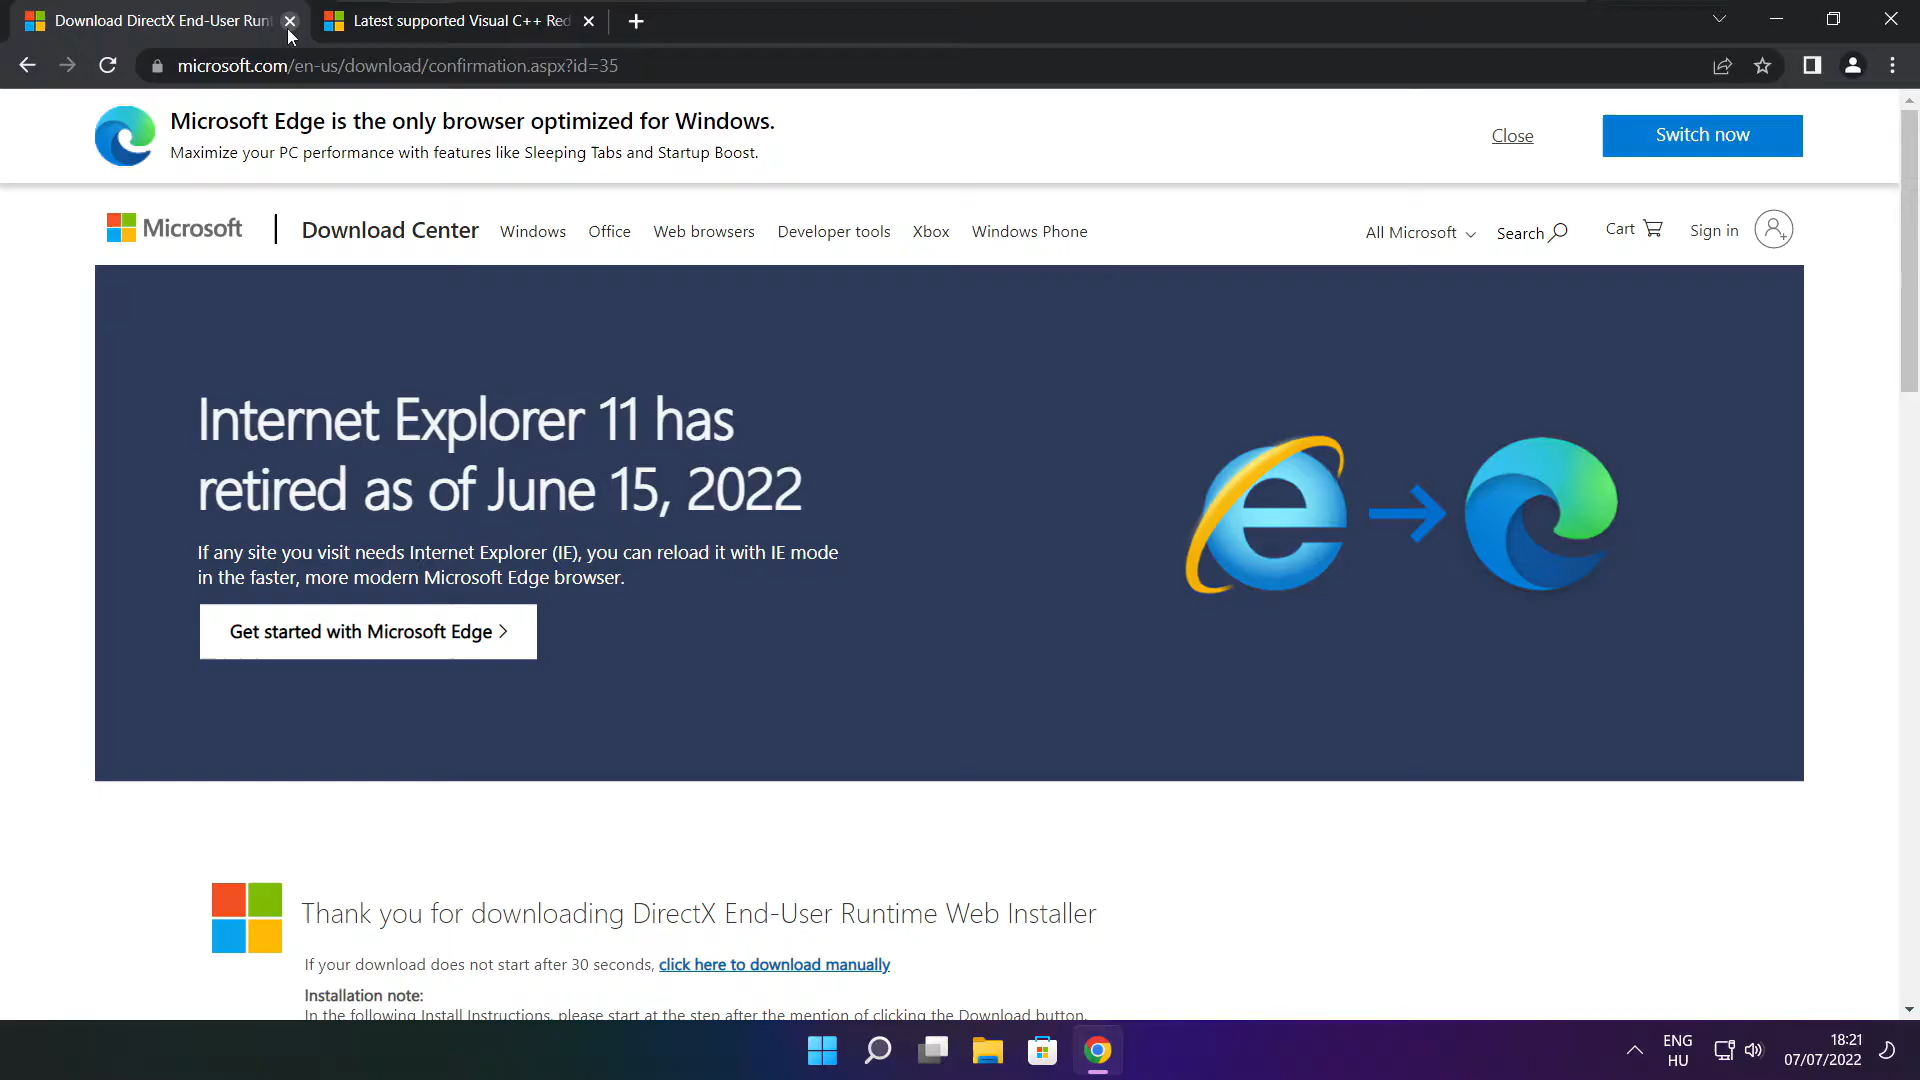 Download DirectX End-User Runt
Latest supported Visual C++ Red
microsoft.com/en-us/download/confirmation.aspx?id=35
Microsoft Edge is the only browser optimized for Windows.
Maximize your PC performance with features like Sleeping Tabs and Startup Boost.
Close
Switch now
Microsoft
Download Center
Windows
Office
Web browsers
Developer tools
Xbox
Windows Phone
All Microsoft
Search
Cart
Sign in
Internet Explorer 11 has
retired as of June 15, 2022
If any site you visit needs Internet Explorer (IE), you can reload it with IE mode
in the faster, more modern Microsoft Edge browser.
Get started with Microsoft Edge >
Thank you for downloading DirectX End-User Runtime Web Installer
If your download does not start after 30 seconds, click here to download manually
Installation note:
In the following Install Instructions, please start at the step after the mention of clicking the Download button.
ENG
HU
18:21
07/07/2022